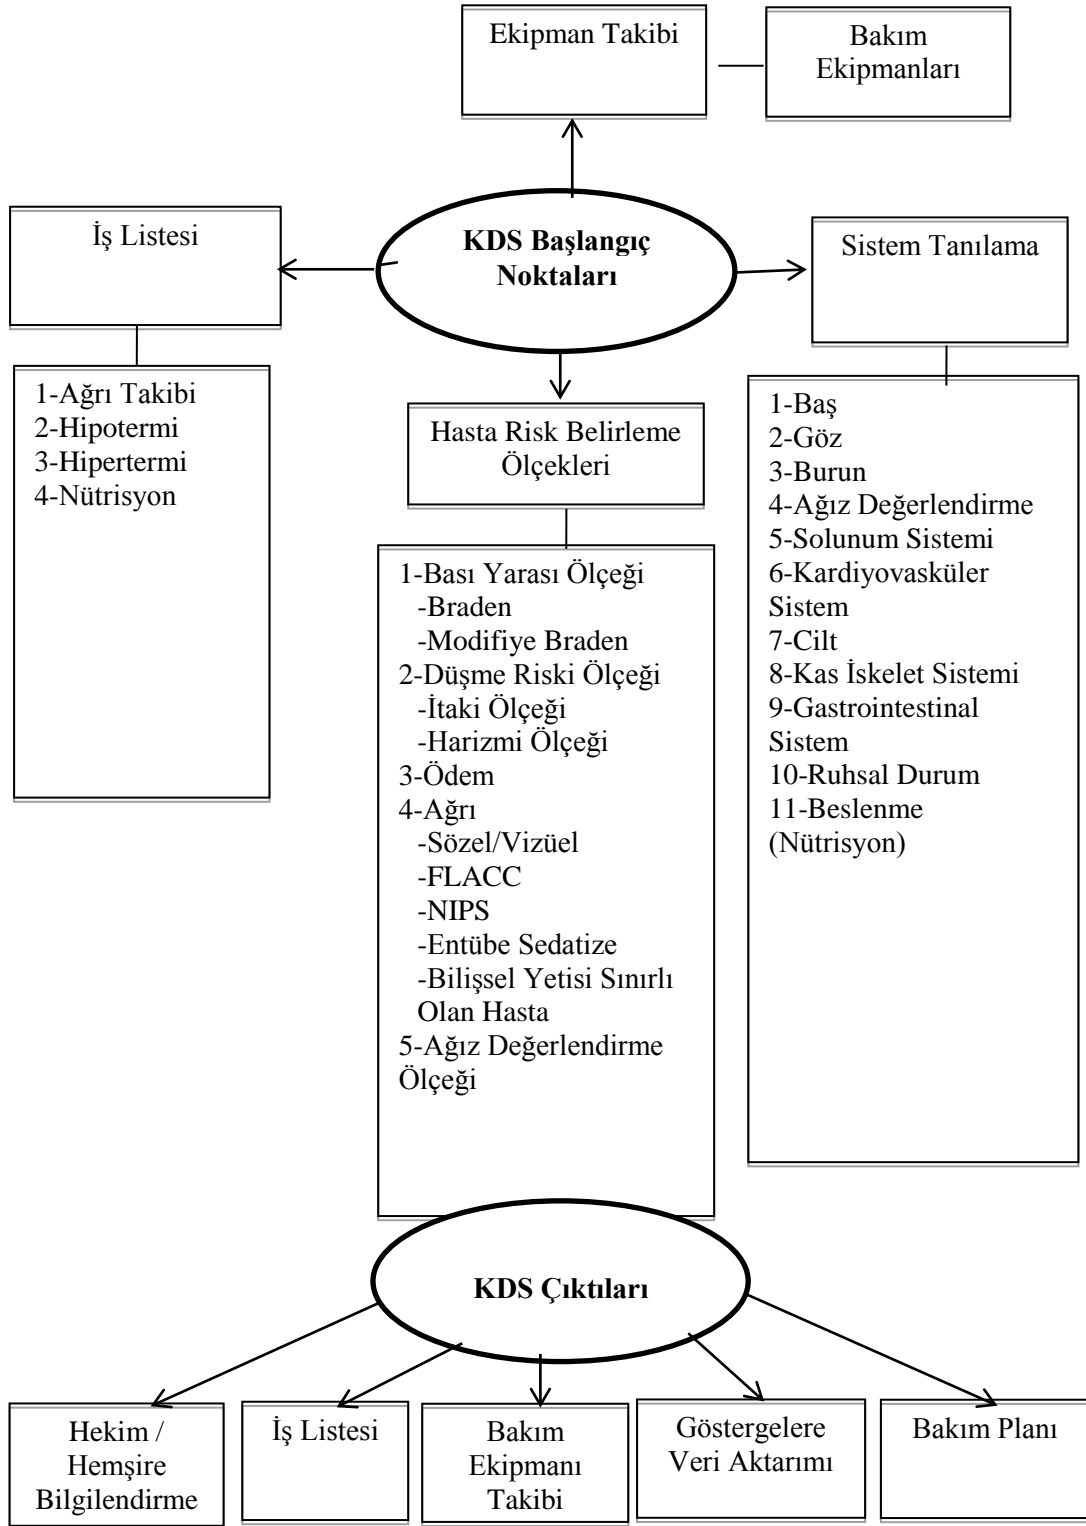 Ekipman Takibi
Bakım
Ekipmanları
İş Listesi
KDS Başlangıç
Noktaları
Sistem Tanılama
1-Ağrı Takibi
2-Hipotermi
3-Hipertermi
4-Nütrisyon
Hasta Risk Belirleme
Ölçekleri
1-Baş
2-Göz
3-Burun
4-Ağız Değerlendirme
5-Solunum Sistemi
6-Kardiyovasküler
Sistem
7-Cilt
8-Kas İskelet Sistemi
9-Gastrointestinal
Sistem
10-Ruhsal Durum
11-Beslenme
(Nütrisyon)
1-Bası Yarası Ölçeği
-Braden
-Modifiye Braden
2-Düşme Riski Ölçeği
-İtaki Ölçeği
-Harizmi Ölçeği
3-Ödem
4-Ağrı
-Sözel/Vizüel
-FLACC
-NIPS
-Entübe Sedatize
-Bilişsel Yetisi Sınırlı
Olan Hasta
5-Ağız Değerlendirme
Ölçeği
KDS Çıktıları
Hekim /
Hemşire
Bilgilendirme
İş Listesi
Bakım
Ekipmanı
Takibi
Göstergelere
Veri Aktarımı
Bakım Planı